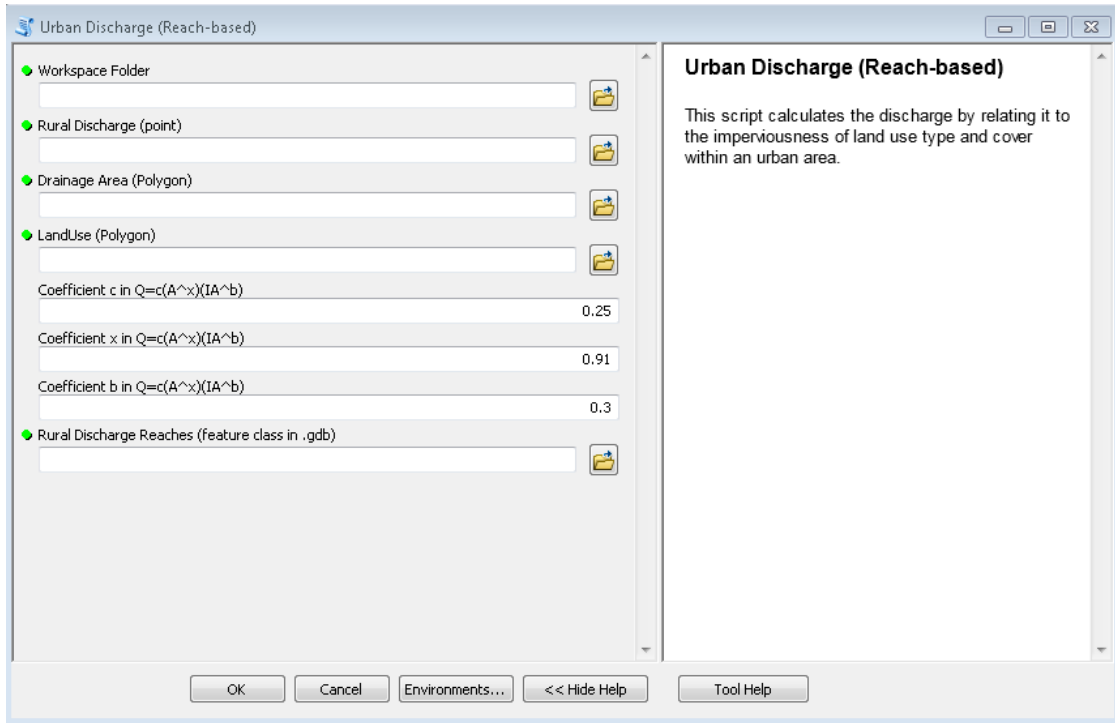 Urban Discharge (Reach-based)
Workspace Folder
Rural Discharge (point)
Drainage Area (Polygon)
LandUse (Polygon)
Coefficient c in Q=c(A^x)(IA^b)
0.25
Coefficient x in Q=c(A^x)(IA^b)
0.91
Coefficient b in Q=c(A^x)(IA^b)
0.3
Rural Discharge Reaches (feature class in .gdb)
Urban Discharge (Reach-based)
This script calculates the discharge by relating it to
the imperviousness of land use type and cover
within an urban area.
OK Cancel Environments... << Hide Help Tool Help